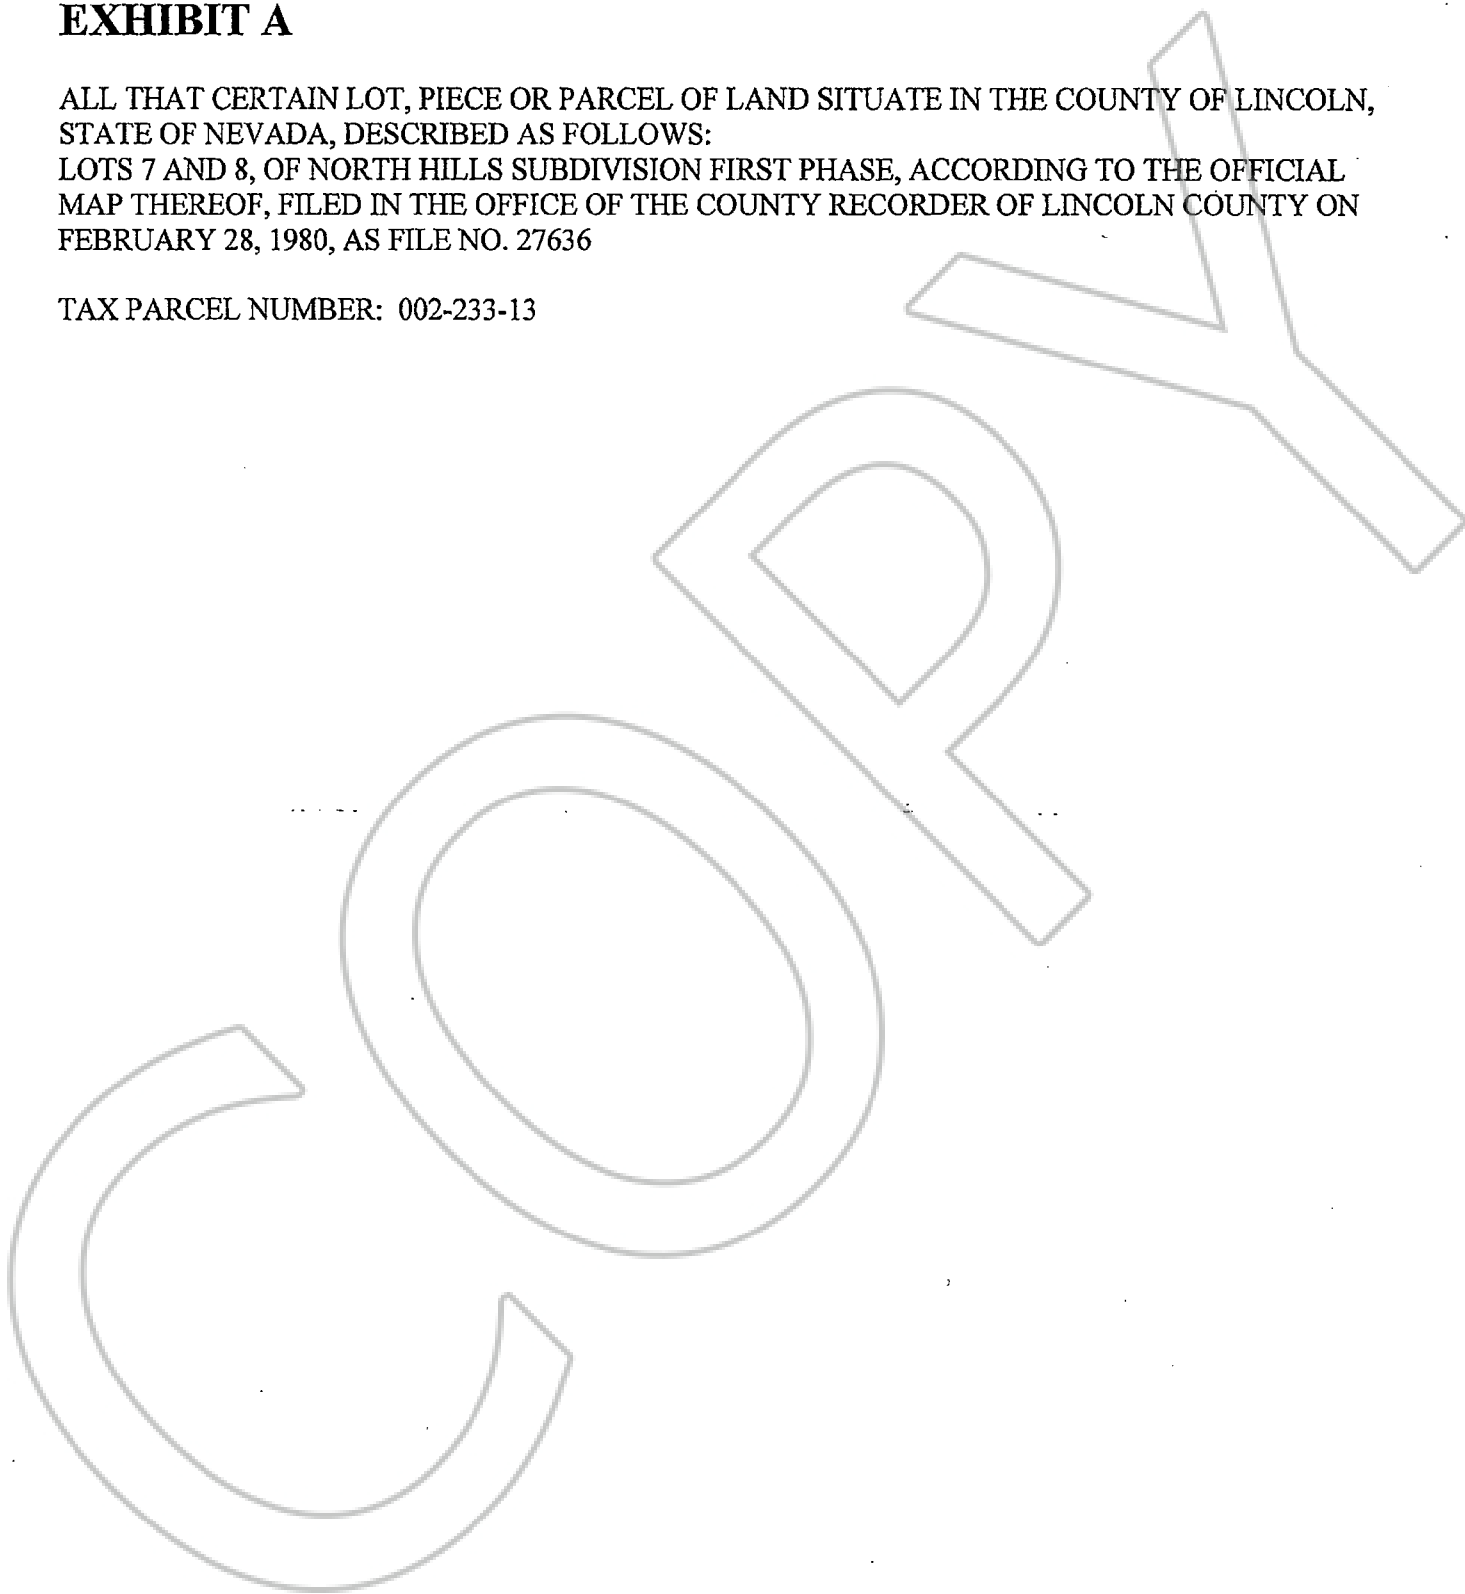 EXHIBIT A
ALL THAT CERTAIN LOT, PIECE OR PARCEL OF LAND SITUATE IN THE COUNTY OF LINCOLN,
STATE OF NEVADA, DESCRIBED AS FOLLOWS:
LOTS 7 AND 8, OF NORTH HILLS SUBDIVISION FIRST PHASE, ACCORDING TO THE OFFICIAL
MAP THEREOF, FILED IN THE OFFICE OF THE COUNTY RECORDER OF LINCOLN COUNTY ON
FEBRUARY 28, 1980, AS FILE NO. 27636
TAX PARCEL NUMBER: 002-233-13
COPY